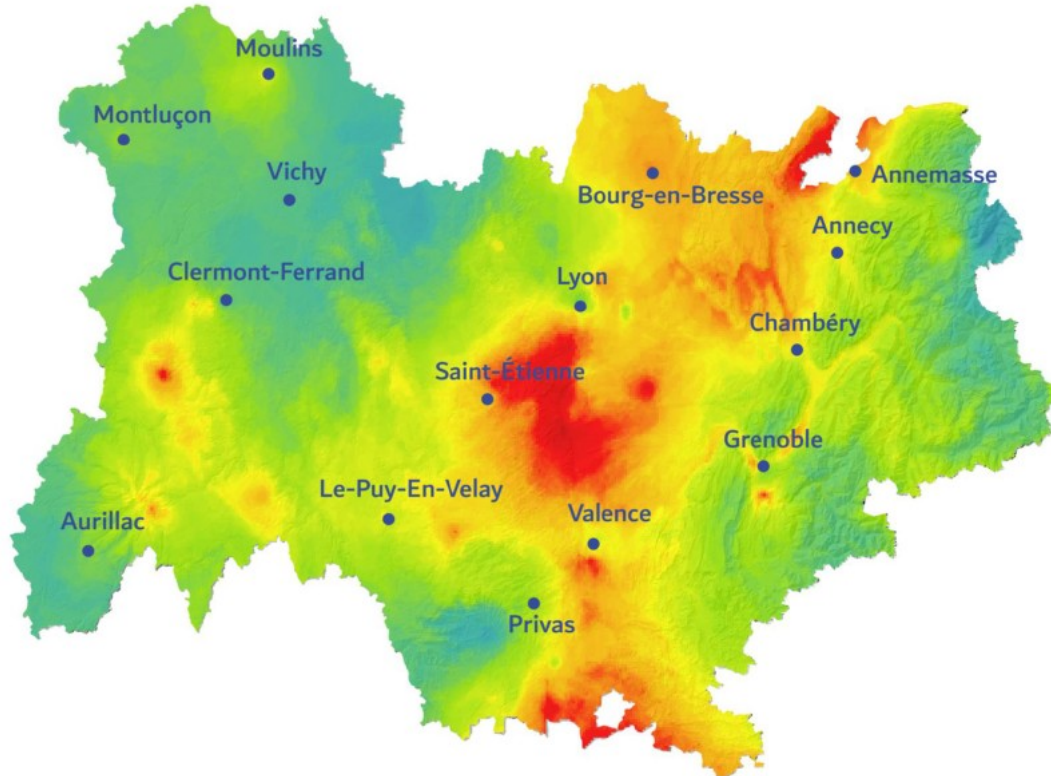 Moulins
Montluçon
Vichy
Bourg-en-Bresse
Annemasse
Annecy
Clermont-Ferrand
Lyon
Chambéry
Saint-Étienne
Grenoble
Le-Puy-En-Velay
Valence
Aurillac
Privas